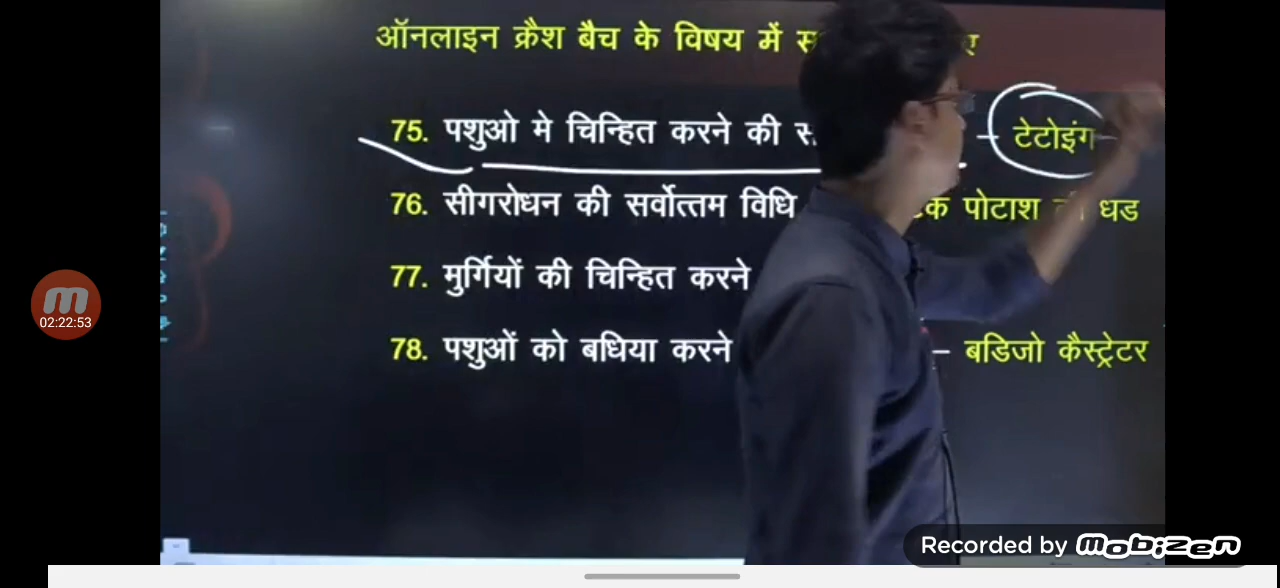 ऑनलाइन क्रैश बैच के विषय में
75. पशुओ मे चिन्हित करने की – टेटोइंग
76. सीगरोधन की सर्वोत्तम विधि पोटाश धड
77. मुर्गियों की चिन्हित करने
78. पशुओं को बधिया करने – बडिजो कैस्ट्रेटर
02:22:53
Recorded by mobizen